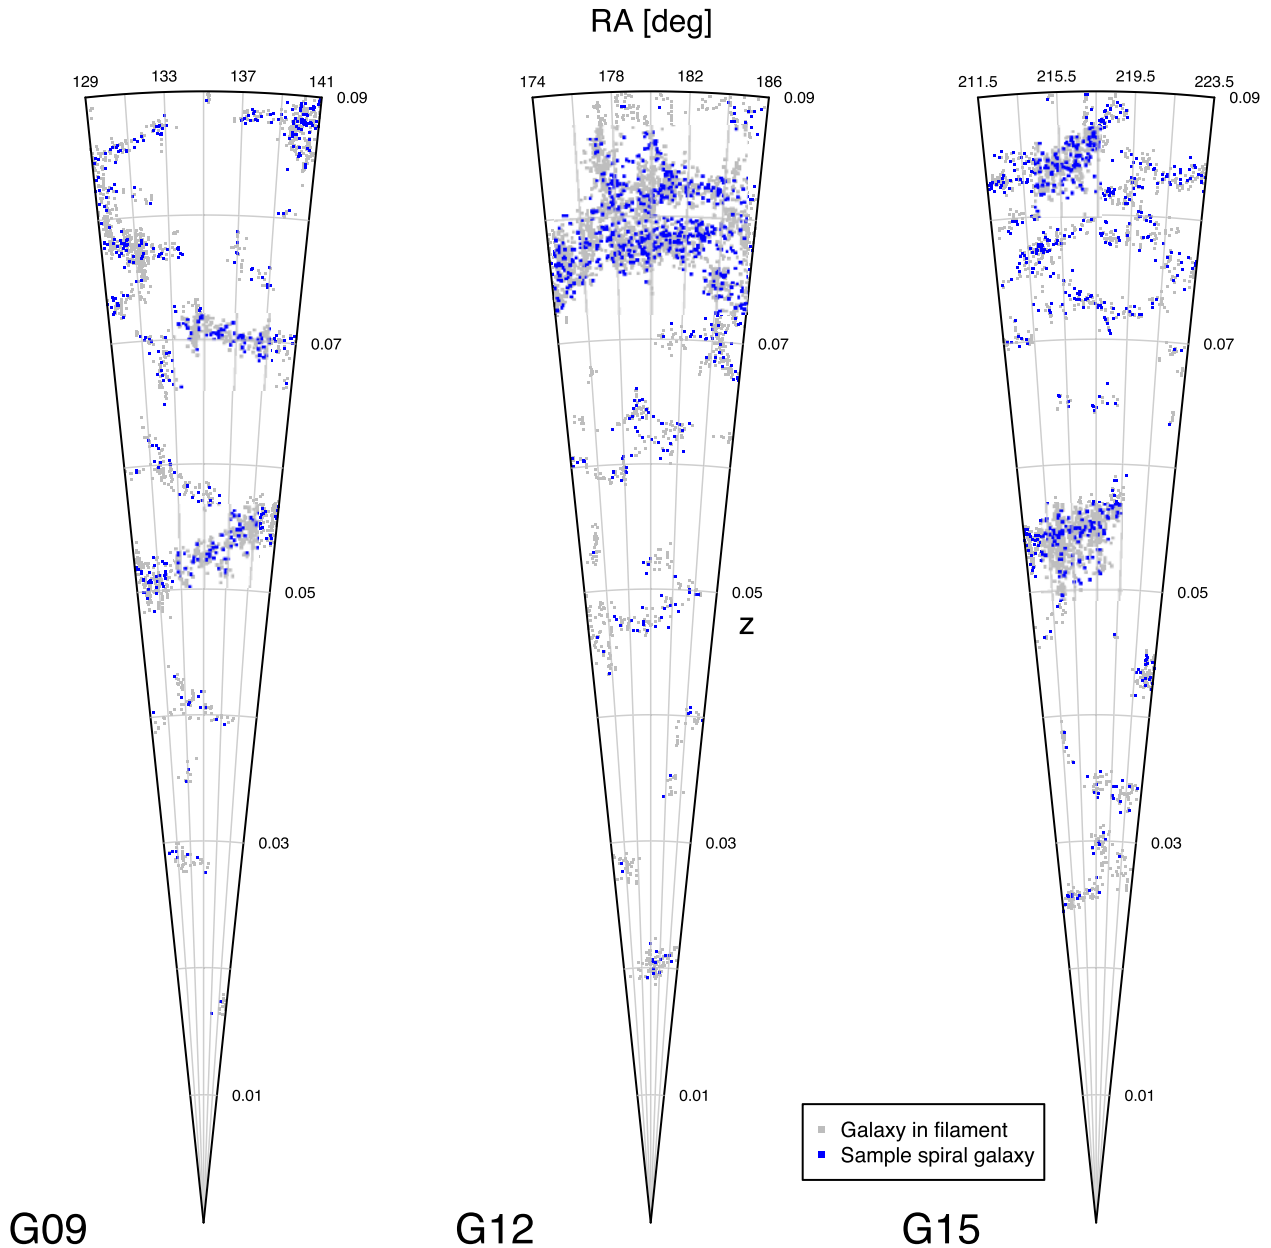 RA [deg]
129 133 137 141
174 178 182 186
211.5 215.5 219.5 223.5
0.09 0.09 0.09
0.07 0.07 0.07
0.05 0.05 0.05
z
0.03 0.03 0.03
0.01 0.01 0.01
Galaxy in filament
Sample spiral galaxy
G09 G12 G15